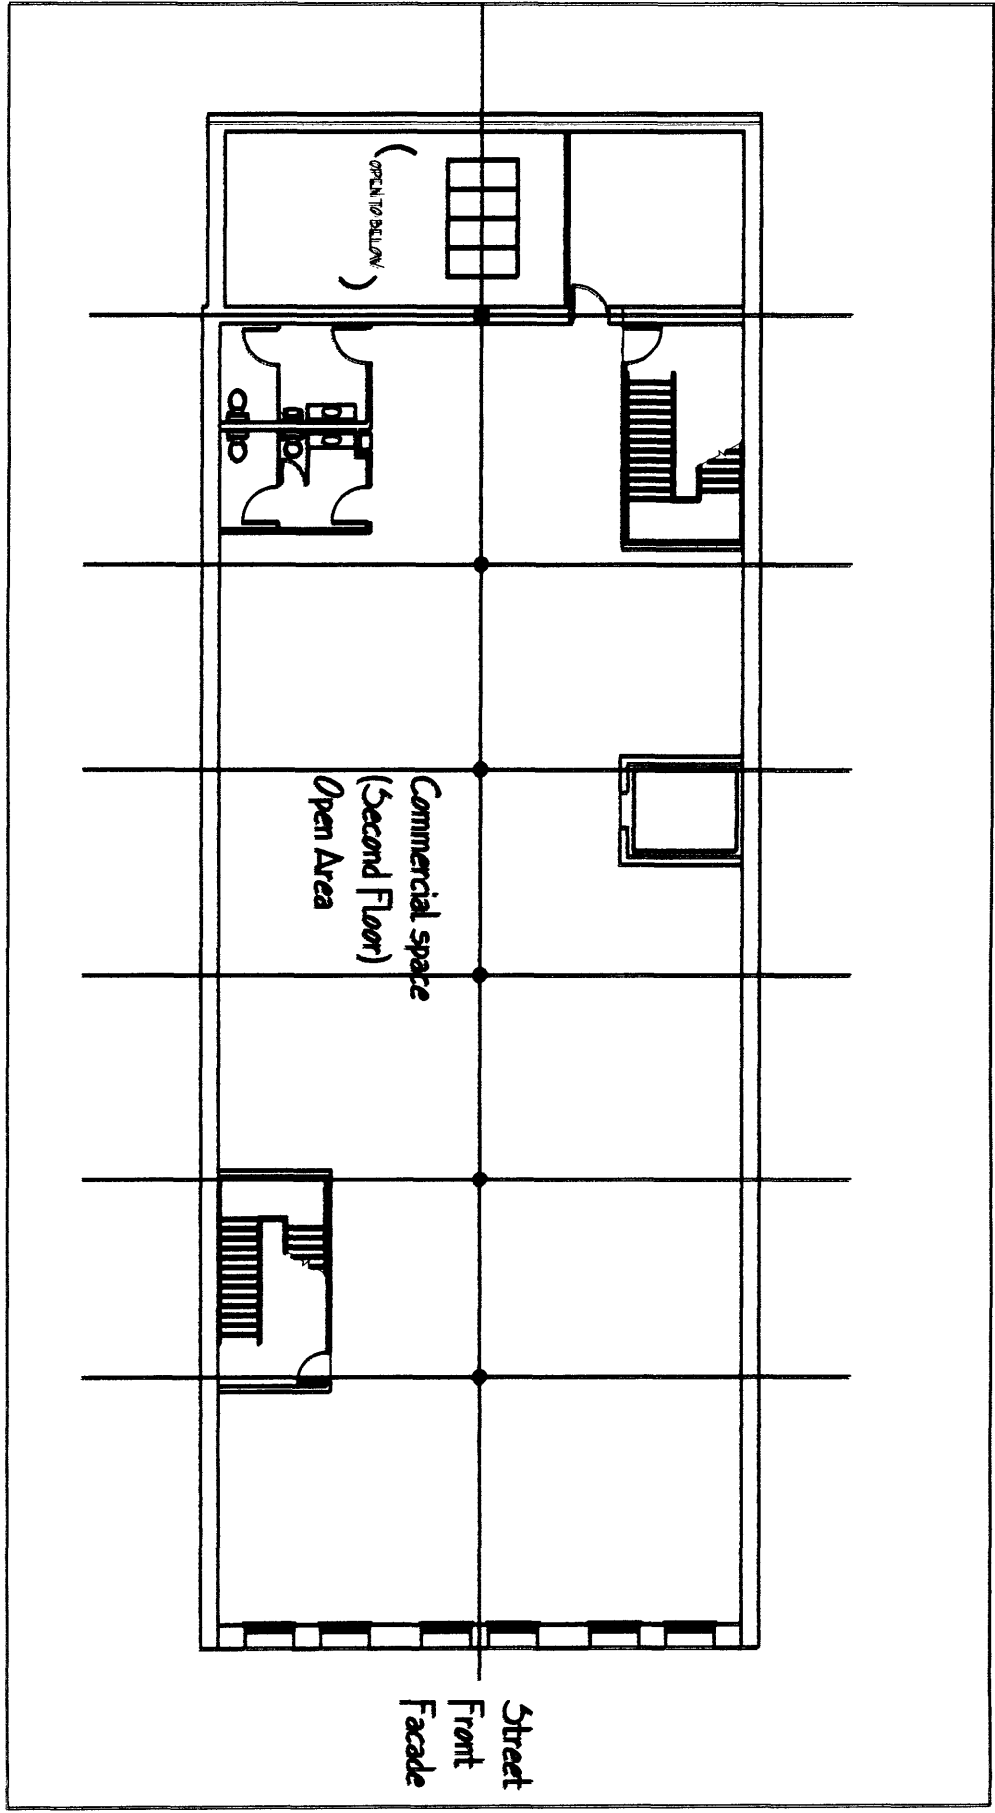 (OPEN TO BELOW)
Commercial space
(Second Floor)
Open Area
Street
Front
Facade